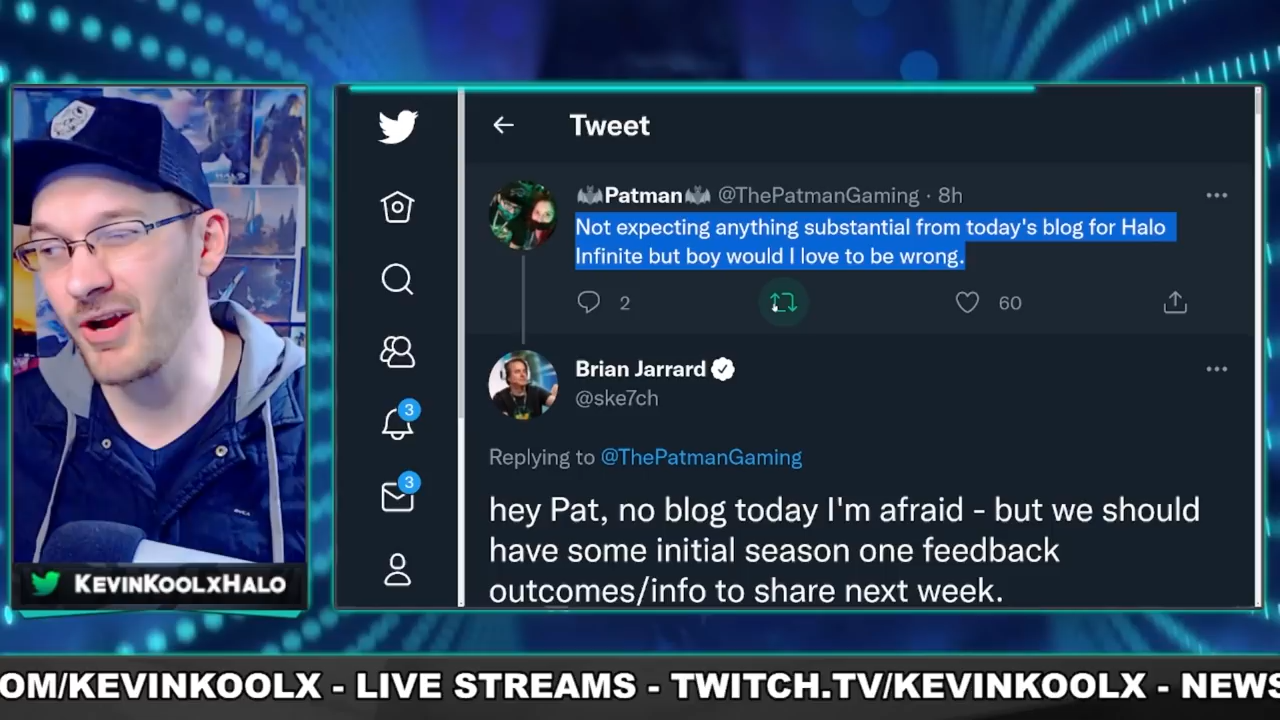 Tweet
Patman @ThePatmanGaming · 8h
Not expecting anything substantial from today's blog for Halo
Infinite but boy would I love to be wrong.
2
60
Brian Jarrard
@ske7ch
3
Replying to @ThePatmanGaming
3
hey Pat, no blog today I'm afraid - but we should
have some initial season one feedback
outcomes/info to share next week.
KEVINKOOLXHALO
OM/KEVINKOOLX - LIVE STREAMS - TWITCH.TV/KEVINKOOLX - NEWS